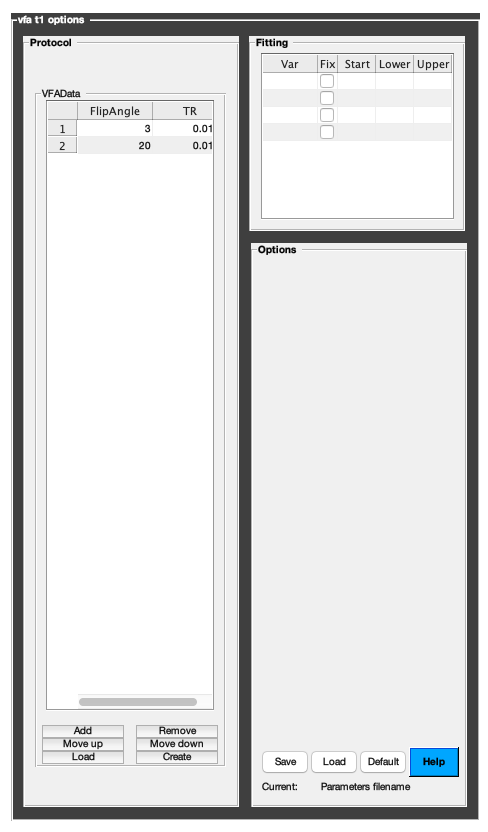 vfa t1 options
Protocol
VFAData
FlipAngle TR
1 3 0.01
2 20 0.01
Add Remove
Move up Move down
Load Create
Fitting
Var Fix Start Lower Upper
Options
Save Load Default Help
Current: Parameters filename